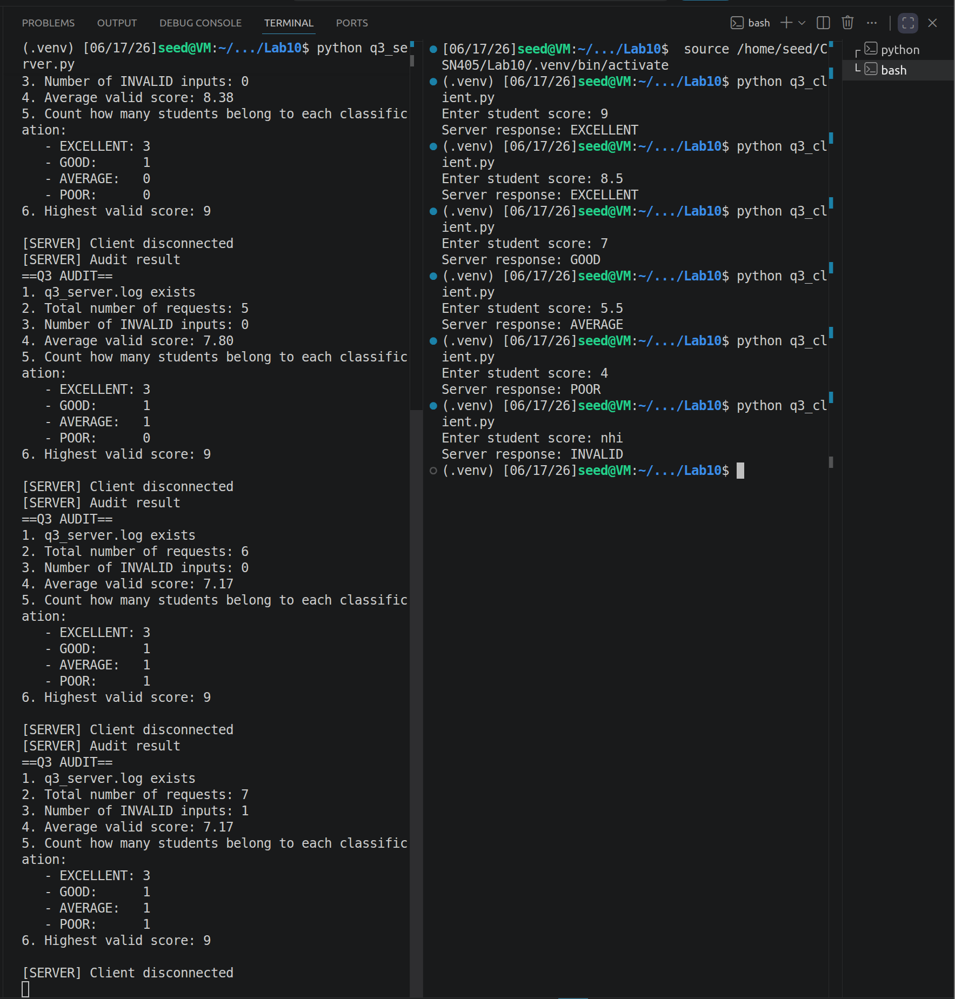 PROBLEMS OUTPUT DEBUG CONSOLE TERMINAL PORTS
bash
(.venv) [06/17/26]seed@VM:~/.../Lab10$ python q3_se
rver.py
3. Number of INVALID inputs: 0
4. Average valid score: 8.38
5. Count how many students belong to each classific
ation:
   - EXCELLENT: 3
   - GOOD:      1
   - AVERAGE:   0
   - POOR:      0
6. Highest valid score: 9
[SERVER] Client disconnected
[SERVER] Audit result
==Q3 AUDIT==
1. q3_server.log exists
2. Total number of requests: 5
3. Number of INVALID inputs: 0
4. Average valid score: 7.80
5. Count how many students belong to each classific
ation:
   - EXCELLENT: 3
   - GOOD:      1
   - AVERAGE:   1
   - POOR:      0
6. Highest valid score: 9
[SERVER] Client disconnected
[SERVER] Audit result
==Q3 AUDIT==
1. q3_server.log exists
2. Total number of requests: 6
3. Number of INVALID inputs: 0
4. Average valid score: 7.17
5. Count how many students belong to each classific
ation:
   - EXCELLENT: 3
   - GOOD:      1
   - AVERAGE:   1
   - POOR:      1
6. Highest valid score: 9
[SERVER] Client disconnected
[SERVER] Audit result
==Q3 AUDIT==
1. q3_server.log exists
2. Total number of requests: 7
3. Number of INVALID inputs: 1
4. Average valid score: 7.17
5. Count how many students belong to each classific
ation:
   - EXCELLENT: 3
   - GOOD:      1
   - AVERAGE:   1
   - POOR:      1
6. Highest valid score: 9
[SERVER] Client disconnected
[06/17/26]seed@VM:~/.../Lab10$  source /home/seed/C
SN405/Lab10/.venv/bin/activate
(.venv) [06/17/26]seed@VM:~/.../Lab10$ python q3_cl
ient.py
Enter student score: 9
Server response: EXCELLENT
(.venv) [06/17/26]seed@VM:~/.../Lab10$ python q3_cl
ient.py
Enter student score: 8.5
Server response: EXCELLENT
(.venv) [06/17/26]seed@VM:~/.../Lab10$ python q3_cl
ient.py
Enter student score: 7
Server response: GOOD
(.venv) [06/17/26]seed@VM:~/.../Lab10$ python q3_cl
ient.py
Enter student score: 5.5
Server response: AVERAGE
(.venv) [06/17/26]seed@VM:~/.../Lab10$ python q3_cl
ient.py
Enter student score: 4
Server response: POOR
(.venv) [06/17/26]seed@VM:~/.../Lab10$ python q3_cl
ient.py
Enter student score: nhi
Server response: INVALID
(.venv) [06/17/26]seed@VM:~/.../Lab10$
python
bash